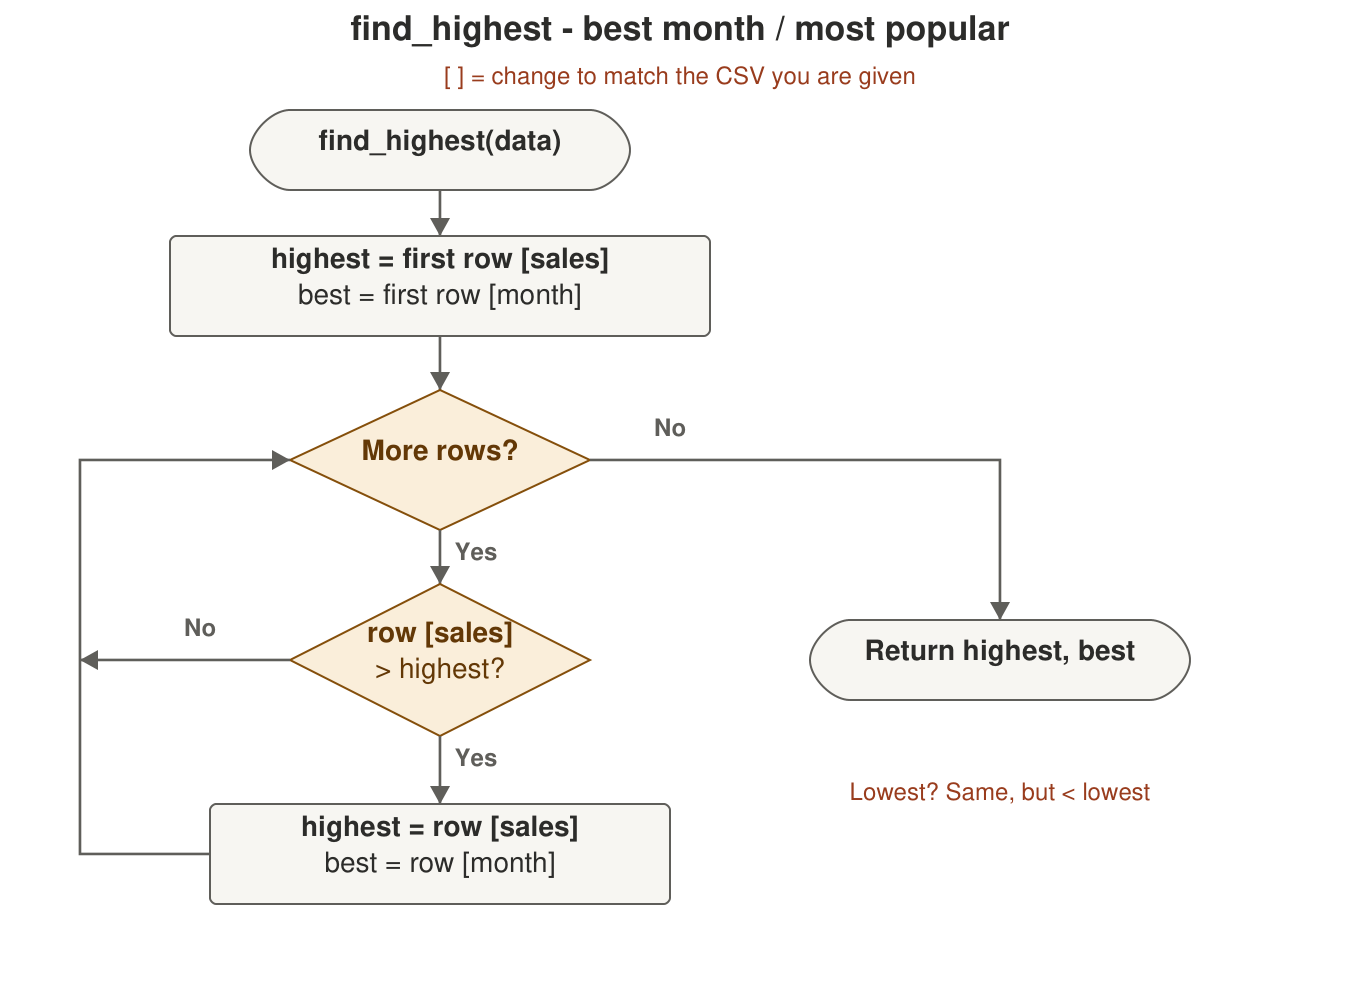 find_highest - best month / most popular
[ ] = change to match the CSV you are given
find_highest(data)
highest = first row [sales]
best = first row [month]
More rows?
No
Yes
row [sales]
> highest?
No
Yes
highest = row [sales]
best = row [month]
Return highest, best
Lowest? Same, but < lowest